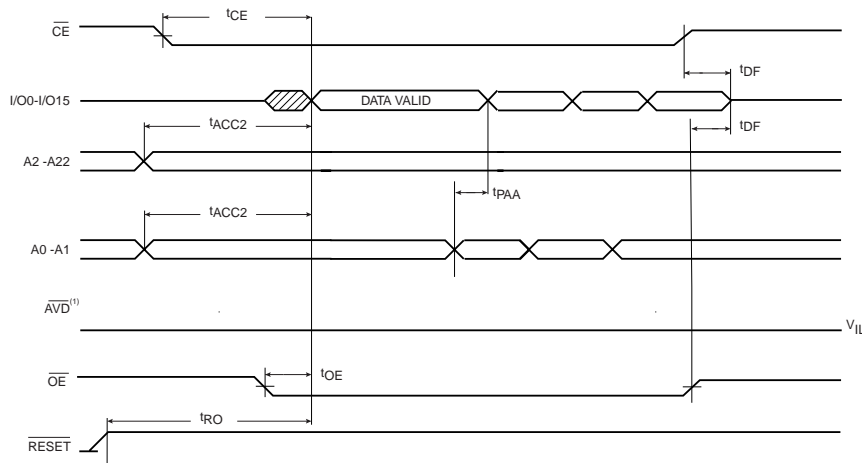 tCE
CE
tDF
I/O0-I/O15
DATA VALID
tACC2
tDF
A2 -A22
tPAA
tACC2
A0 -A1
AVD(1)
VIL
OE
tOE
tRO
RESET